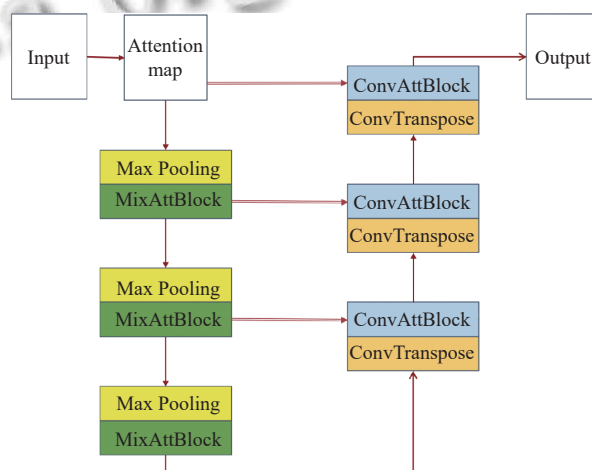 Input
Attention
map
ConvAttBlock
ConvTranspose
Output
Max Pooling
MixAttBlock
ConvAttBlock
ConvTranspose
Max Pooling
MixAttBlock
ConvAttBlock
ConvTranspose
Max Pooling
MixAttBlock